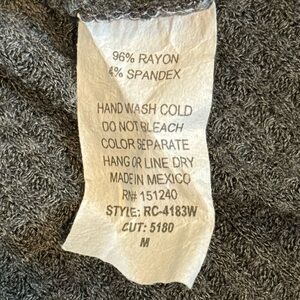 96% RAYON
4% SPANDEX
HAND WASH COLD
DO NOT BLEACH
COLOR SEPARATE
HANG OR LINE DRY
MADE IN MEXICO
RN# 151240
STYLE: RC-4183W
CUT: 5180
M